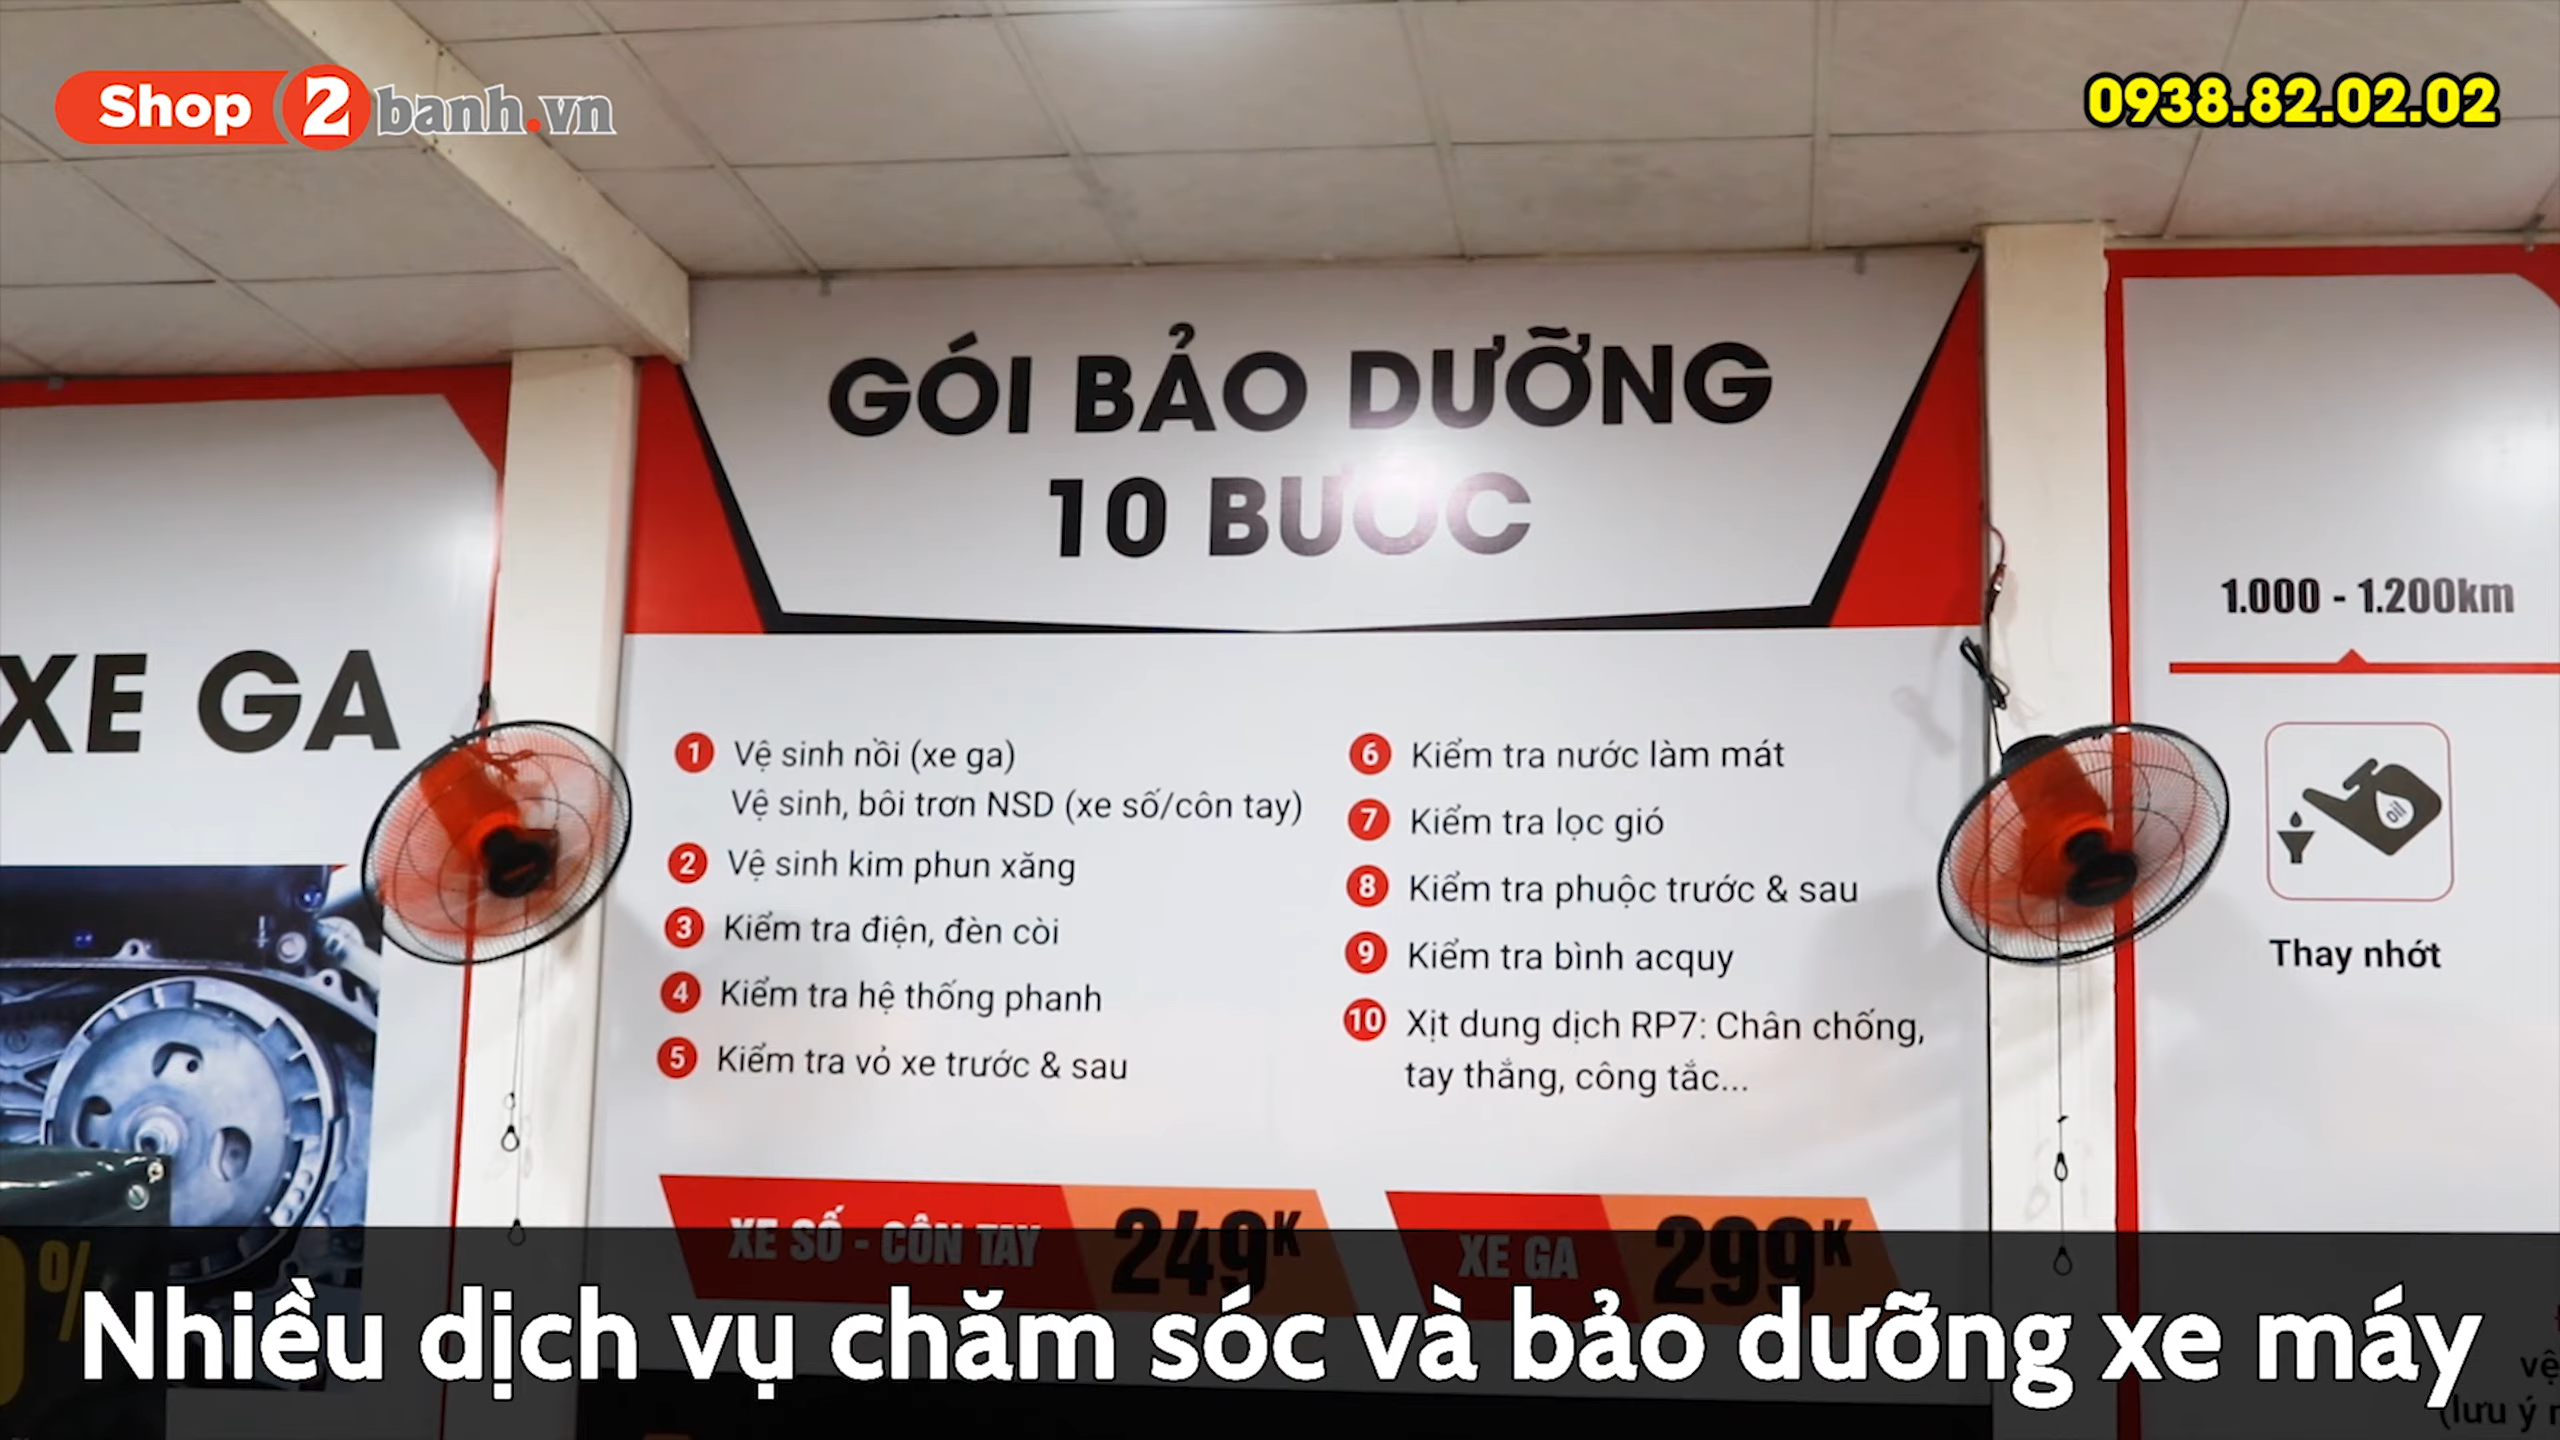 Shop 2banh.vn
0938.82.02.02
GÓI BẢO DƯỠNG
10 BƯỚC
XE GA
1 Vệ sinh nồi (xe ga)
Vệ sinh, bôi trơn NSD (xe số/côn tay)
2 Vệ sinh kim phun xăng
3 Kiểm tra điện, đèn còi
4 Kiểm tra hệ thống phanh
5 Kiểm tra vỏ xe trước & sau
6 Kiểm tra nước làm mát
7 Kiểm tra lọc gió
8 Kiểm tra phuộc trước & sau
9 Kiểm tra bình acquy
10 Xịt dung dịch RP7: Chân chống,
tay thắng, công tắc...
XE SỐ - CÔN TAY 249K
XE GA 299K
1.000 - 1.200km
oil
Thay nhớt
%
Nhiều dịch vụ chăm sóc và bảo dưỡng xe máy
(lưu ý